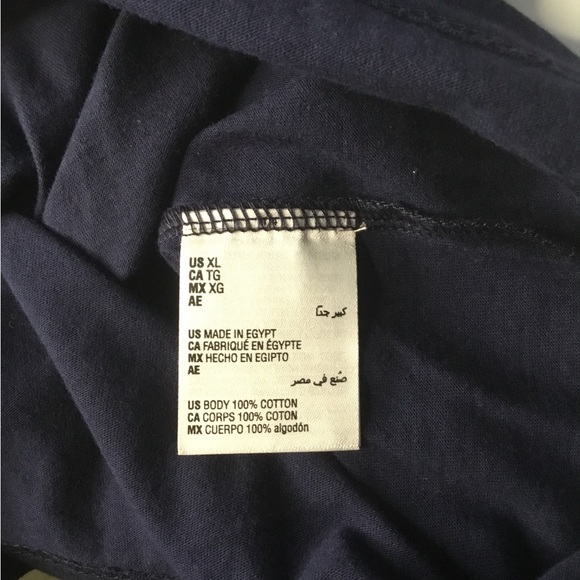 US XL
CA TG
MX XG
AE
كبير جدًا
US MADE IN EGYPT
CA FABRIQUÉ EN ÉGYPTE
MX HECHO EN EGIPTO
AE
صُنع في مصر
US BODY 100% COTTON
CA CORPS 100% COTON
MX CUERPO 100% algodón